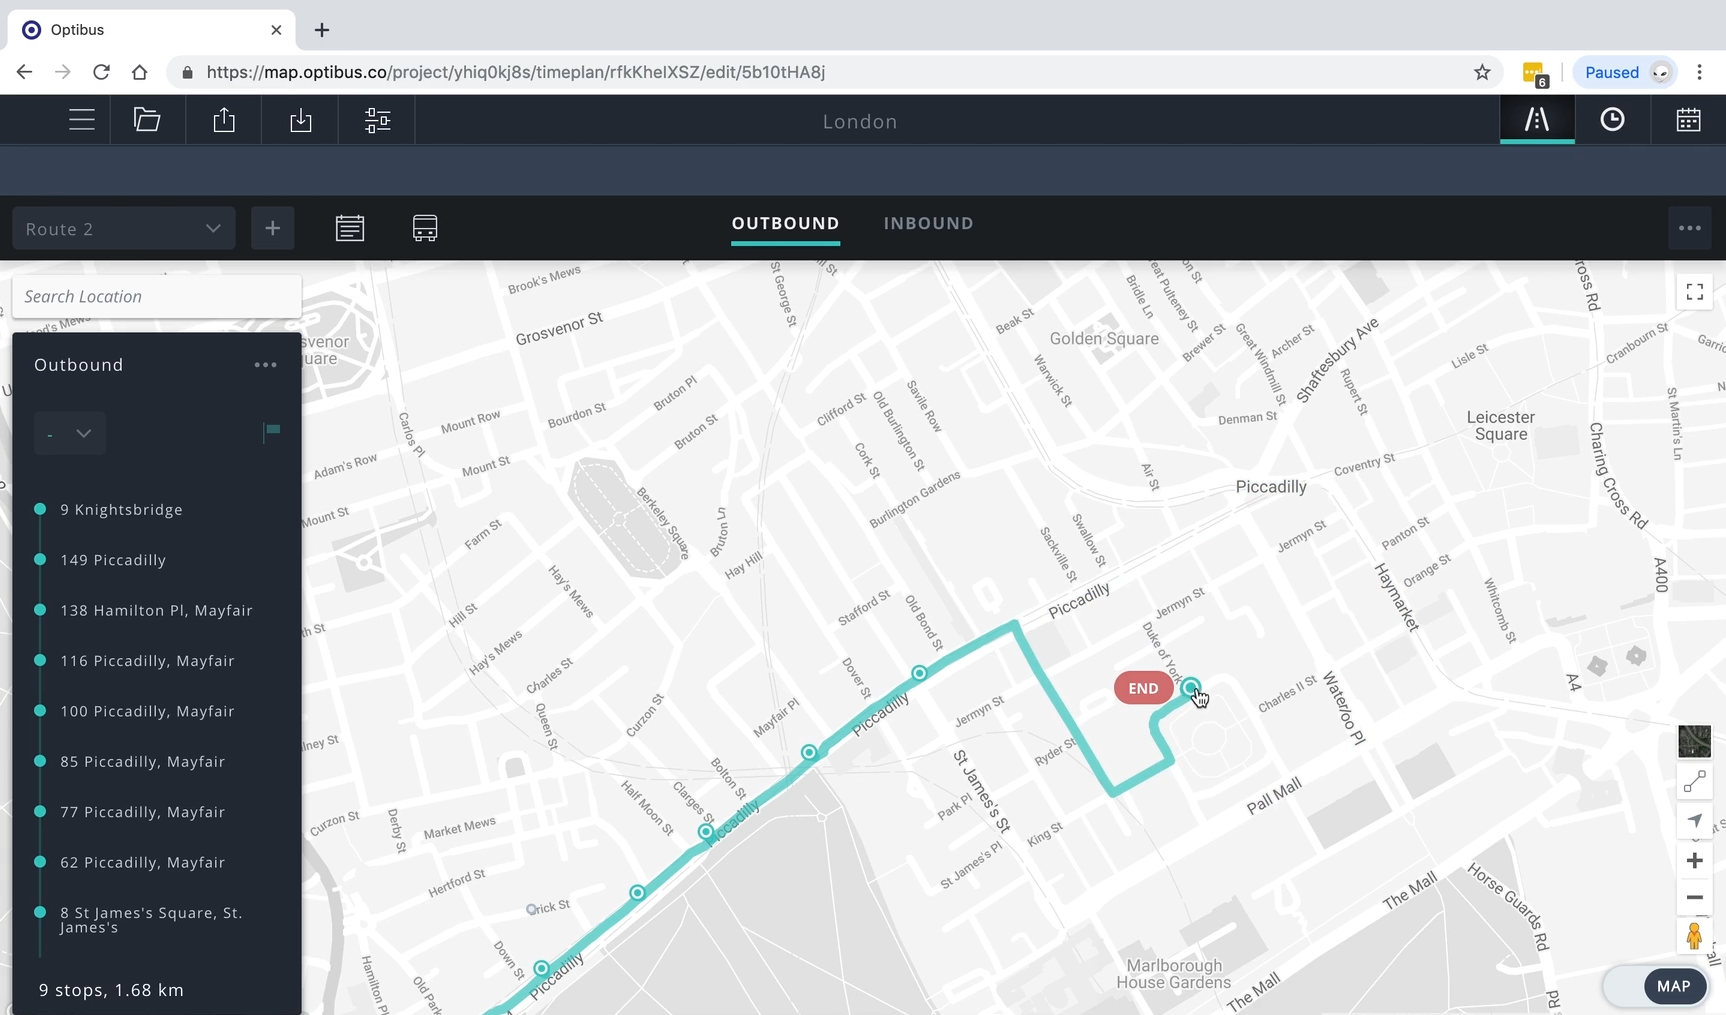 Optibus
https://map.optibus.co/project/yhiq0kj8s/timeplan/rfkKhelXSZ/edit/5b10tHA8j
6
Paused
London
Route 2
OUTBOUND
INBOUND
Search Location
Outbound
-
9 Knightsbridge
149 Piccadilly
138 Hamilton Pl, Mayfair
116 Piccadilly, Mayfair
100 Piccadilly, Mayfair
85 Piccadilly, Mayfair
77 Piccadilly, Mayfair
62 Piccadilly, Mayfair
8 St James's Square, St.
James's
9 stops, 1.68 km
Brook's Mews
Grosvenor St
St George St
Beak St
Golden Square
Bridle Ln
Great Pulteney St
Brewer St
Great Windmill St
Archer St
Shaftesbury Ave
Rupert St
Lisle St
Cranbourn St
Leicester
Square
Charing Cross Rd
St Martin's Ln
Warwick St
Denman St
Coventry St
Air St
Piccadilly
Panton St
Orange St
Haymarket
Whitcomb St
A400
A4
Carlos Pl
Mount Row
Bourdon St
Bruton Pl
Bruton St
Adam's Row
Mount St
Mount St
Clifford St
Old Burlington St
Savile Row
Cork St
Burlington Gardens
Berkeley Square
Bruton Ln
Hay Hill
Farm St
Hay's Mews
Hill St
Hay's Mews
Charles St
Queen St
Curzon St
Stafford St
Old Bond St
Dover St
Sackville St
Swallow St
Piccadilly
Jermyn St
Jermyn St
Duke of York
END
Charles II St
Waterloo Pl
Mayfair Pl
Piccadilly
Jermyn St
Ryder St
St James's St
Park Pl
King St
St James's Pl
Pall Mall
Bolton St
Clarges St
Half Moon St
Piccadilly
Curzon St
Derby St
Market Mews
Hertford St
Brick St
Down St
Piccadilly
Old Park
Hamilton Pl
Marlborough
House Gardens
The Mall
The Mall
Horse Guards Rd
MAP